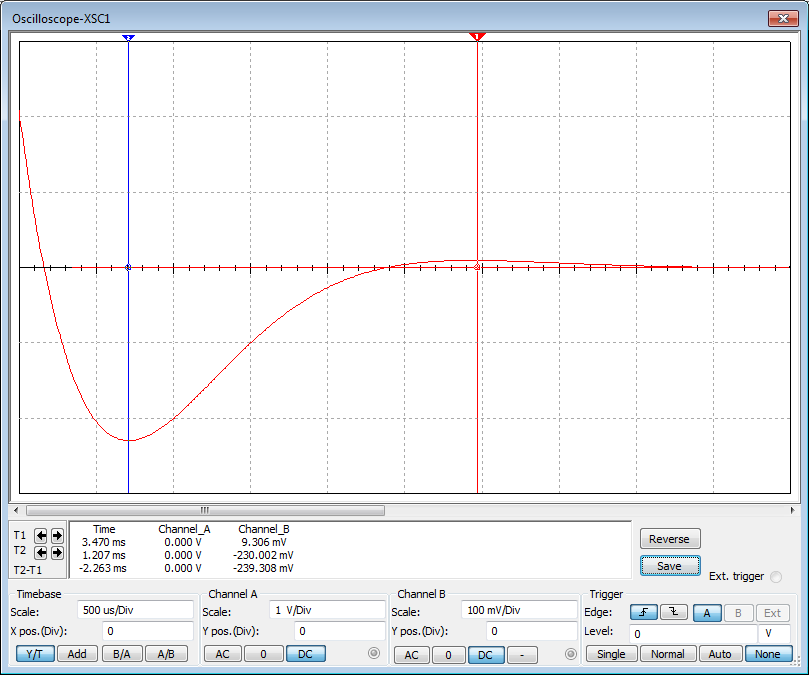 Oscilloscope-XSC1
2
1
T1
T2
T2-T1
Time Channel_A Channel_B
3.470 ms 0.000 V 9.306 mV
1.207 ms 0.000 V -230.002 mV
-2.263 ms 0.000 V -239.308 mV
Reverse
Save
Ext. trigger
Timebase
Scale: 500 us/Div
X pos.(Div): 0
Y/T Add B/A A/B
Channel A
Scale: 1 V/Div
Y pos.(Div): 0
AC 0 DC
Channel B
Scale: 100 mV/Div
Y pos.(Div): 0
AC 0 DC -
Trigger
Edge: A B Ext
Level: 0 V
Single Normal Auto None